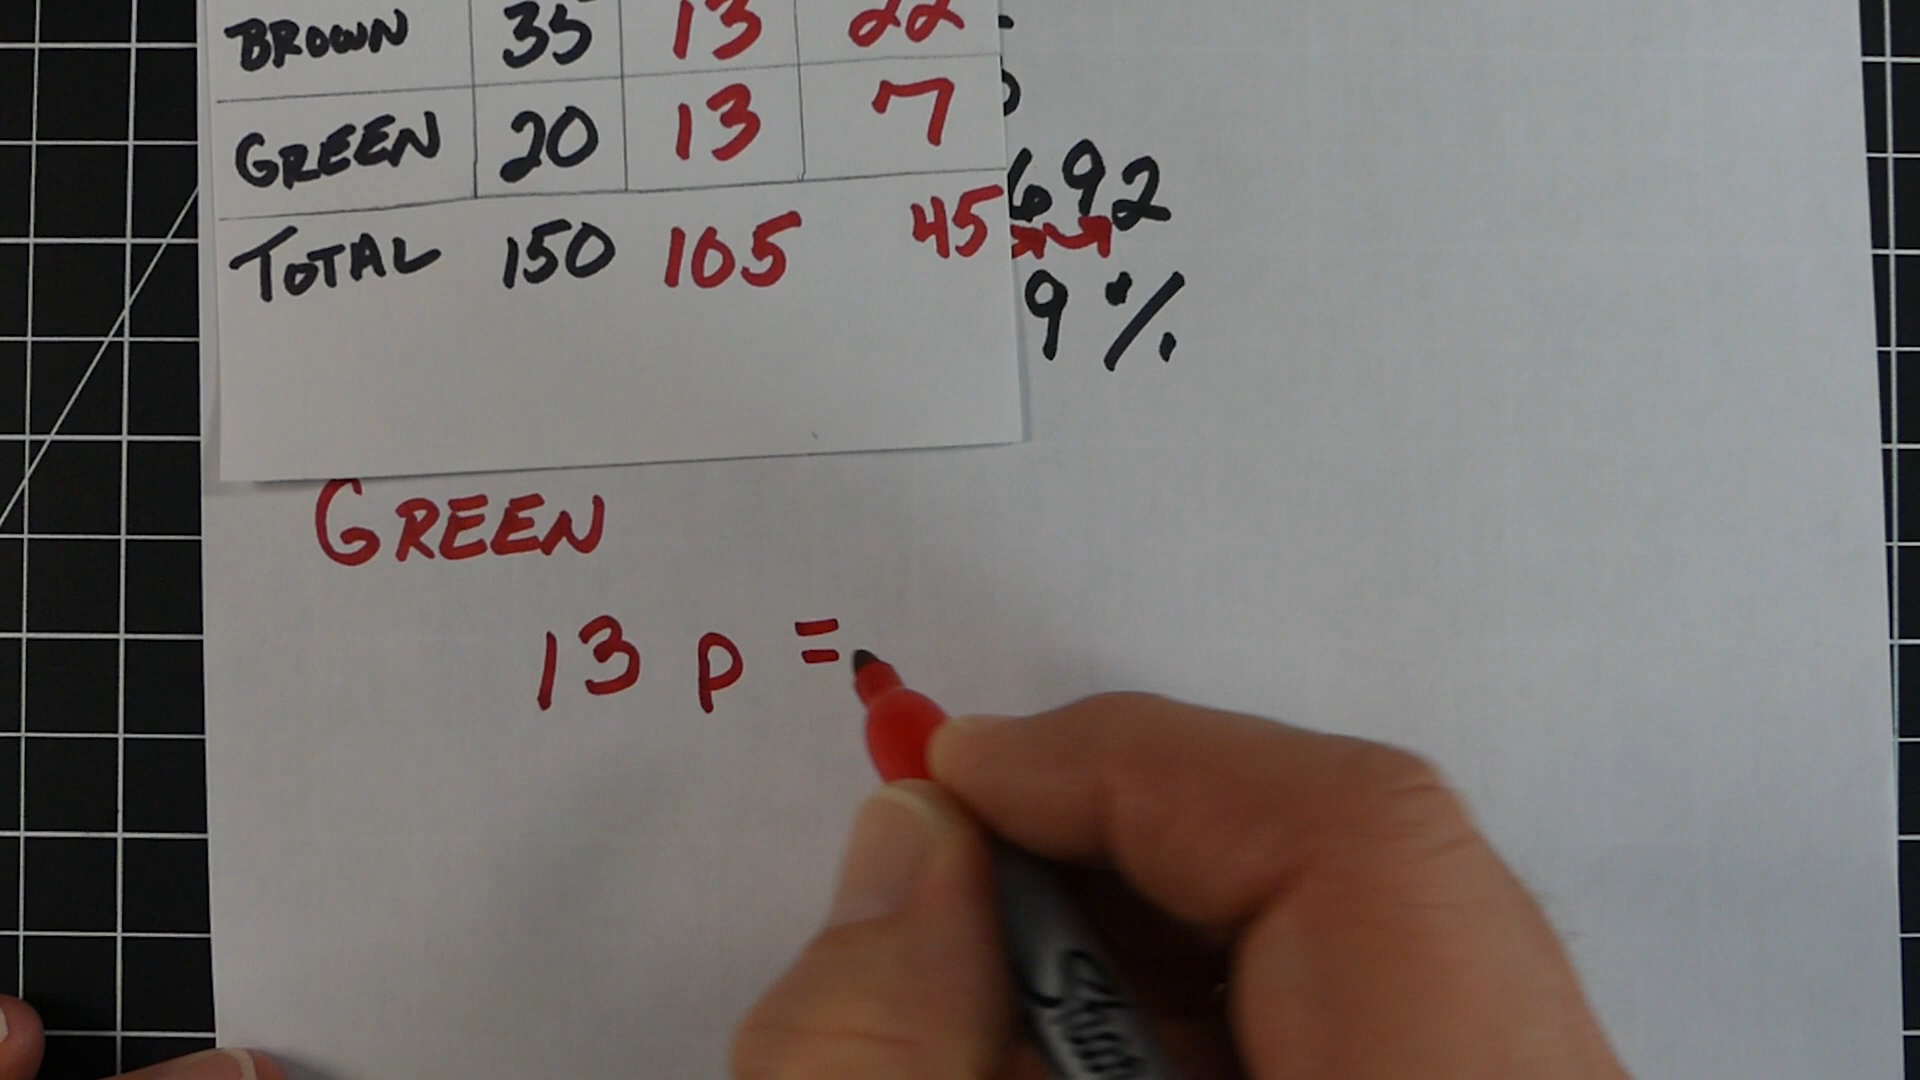 BROWN 35 13 22
GREEN 20 13 7
692
TOTAL 150 105 45
9%
GREEN
13 p =